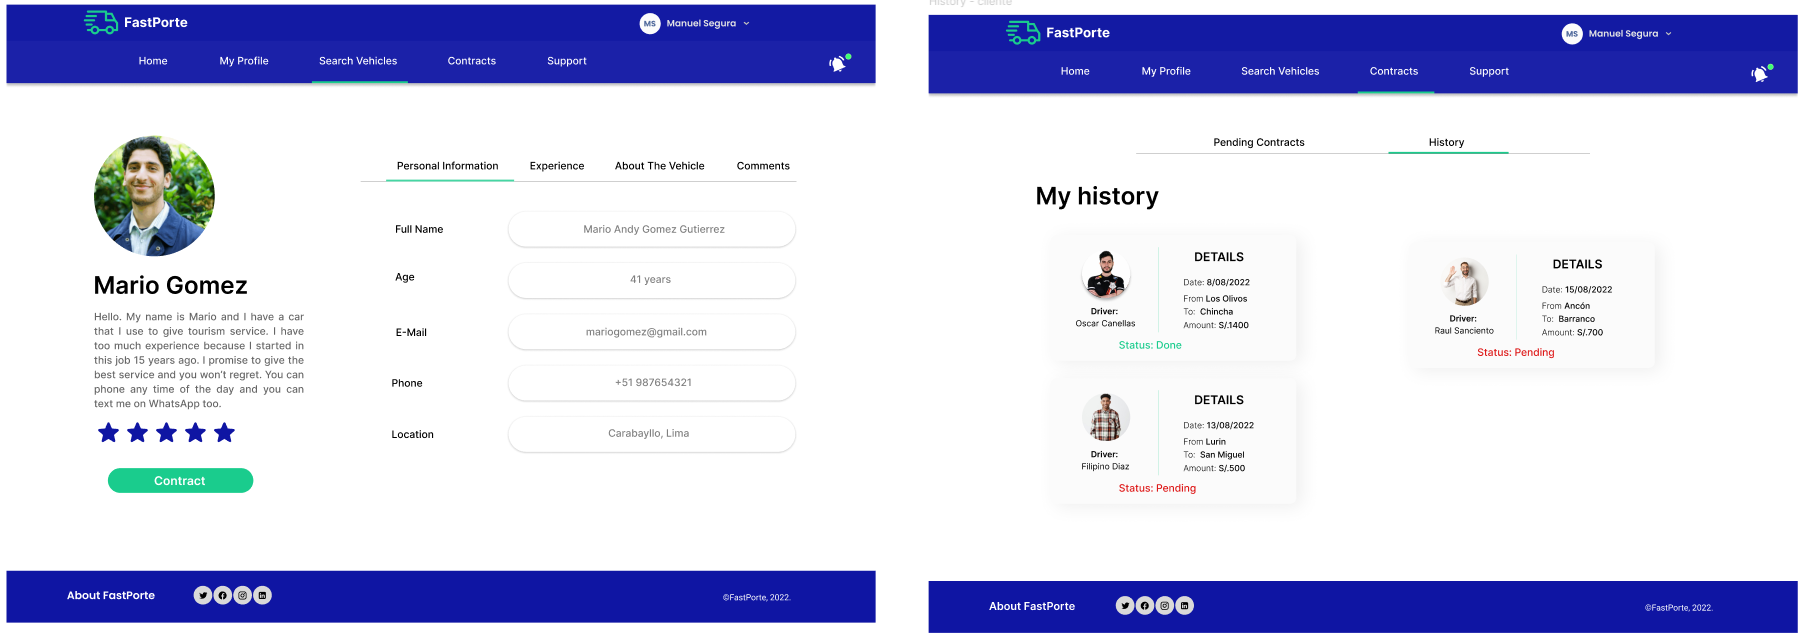 FastPorte
MS Manuel Segura
Home My Profile Search Vehicles Contracts Support
Personal Information Experience About The Vehicle Comments
Full Name Mario Andy Gomez Gutierrez
Age 41 years
E-Mail mariogomez@gmail.com
Phone +51 987654321
Location Carabayllo, Lima
Mario Gomez
Hello. My name is Mario and I have a car
that I use to give tourism service. I have
too much experience because I started in
this job 15 years ago. I promise to give the
best service and you won't regret. You can
phone any time of the day and you can
text me on WhatsApp too.
Contract
About FastPorte
©FastPorte, 2022.
History - cliente
FastPorte
MS Manuel Segura
Home My Profile Search Vehicles Contracts Support
Pending Contracts History
My history
Driver:
Oscar Canellas
DETAILS
Date: 8/08/2022
From Los Olivos
To: Chincha
Amount: S/.1400
Status: Done
Driver:
Raul Sanciento
DETAILS
Date: 15/08/2022
From Ancón
To: Barranco
Amount: S/.700
Status: Pending
Driver:
Filipino Diaz
DETAILS
Date: 13/08/2022
From Lurin
To: San Miguel
Amount: S/.500
Status: Pending
About FastPorte
©FastPorte, 2022.